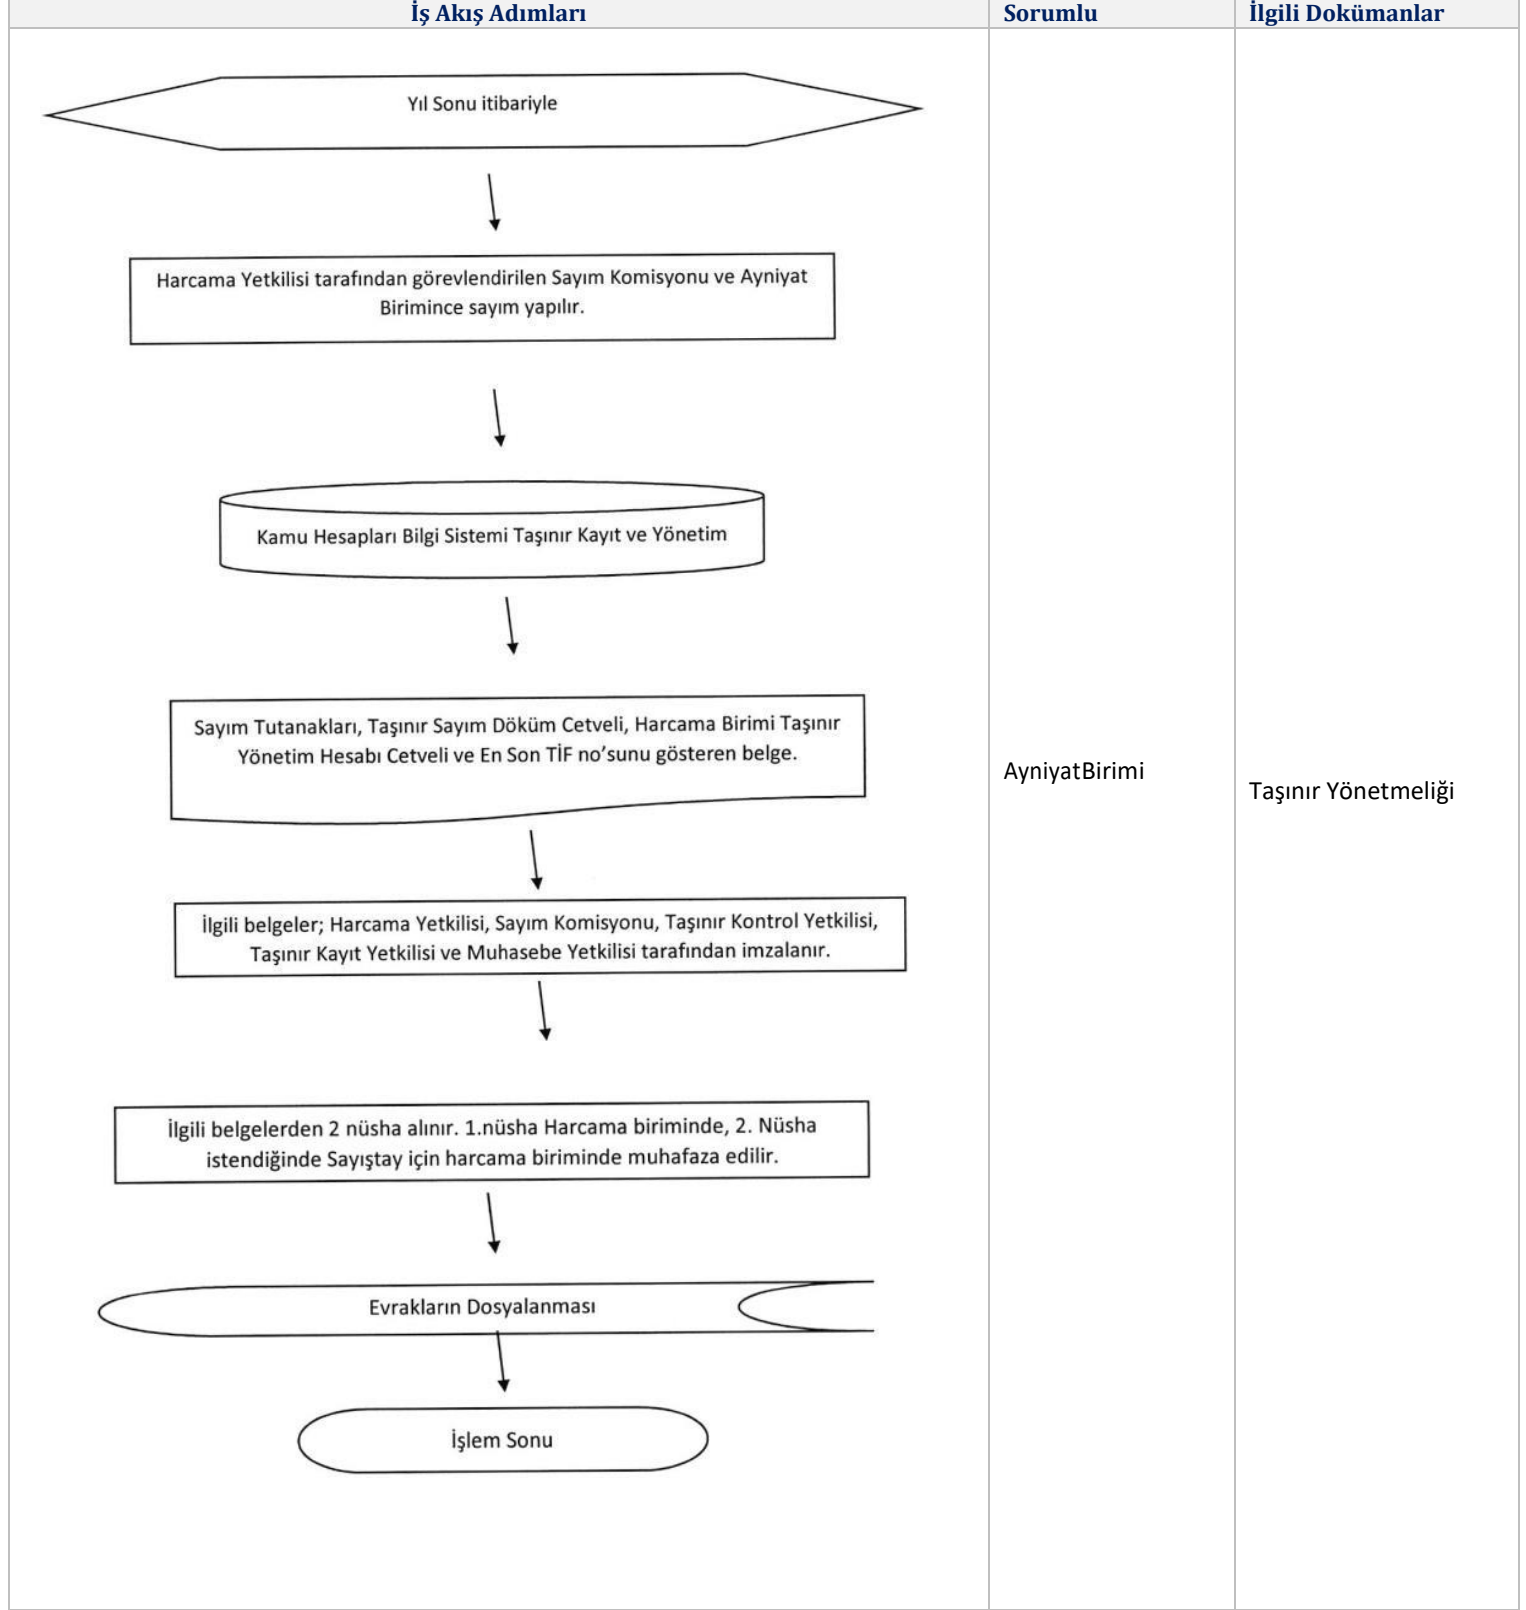 İş Akış Adımları
Sorumlu
İlgili Dokümanlar
Yıl Sonu itibariyle
Harcama Yetkilisi tarafından görevlendirilen Sayım Komisyonu ve Ayniyat
Birimince sayım yapılır.
Kamu Hesapları Bilgi Sistemi Taşınır Kayıt ve Yönetim
Sayım Tutanakları, Taşınır Sayım Döküm Cetveli, Harcama Birimi Taşınır
Yönetim Hesabı Cetveli ve En Son TİF no’sunu gösteren belge.
İlgili belgeler; Harcama Yetkilisi, Sayım Komisyonu, Taşınır Kontrol Yetkilisi,
Taşınır Kayıt Yetkilisi ve Muhasebe Yetkilisi tarafından imzalanır.
İlgili belgelerden 2 nüsha alınır. 1.nüsha Harcama biriminde, 2. Nüsha
istendiğinde Sayıştay için harcama biriminde muhafaza edilir.
Evrakların Dosyalanması
İşlem Sonu
AyniyatBirimi
Taşınır Yönetmeliği